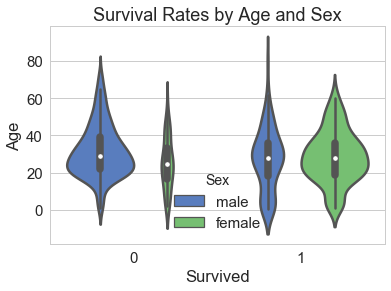 Survival Rates by Age and Sex
80
60
40
20
0
Age
Sex
male
female
0
1
Survived